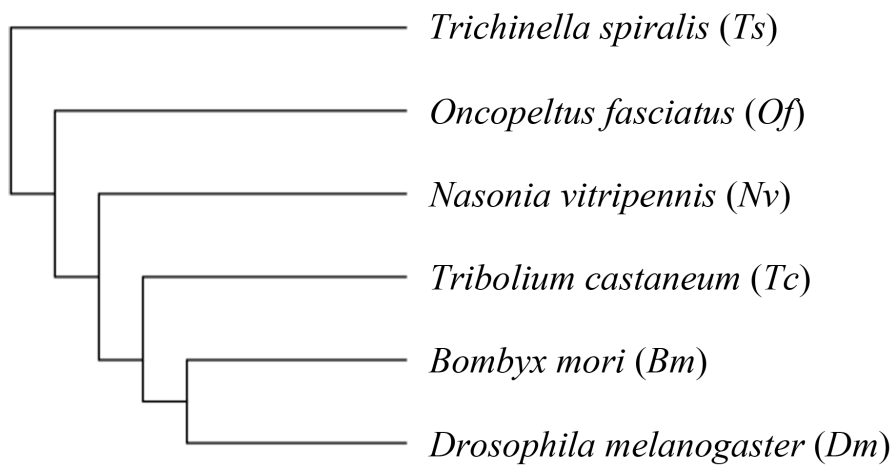 Trichinella spiralis (Ts)
Oncopeltus fasciatus (Of)
Nasonia vitripennis (Nv)
Tribolium castaneum (Tc)
Bombyx mori (Bm)
Drosophila melanogaster (Dm)